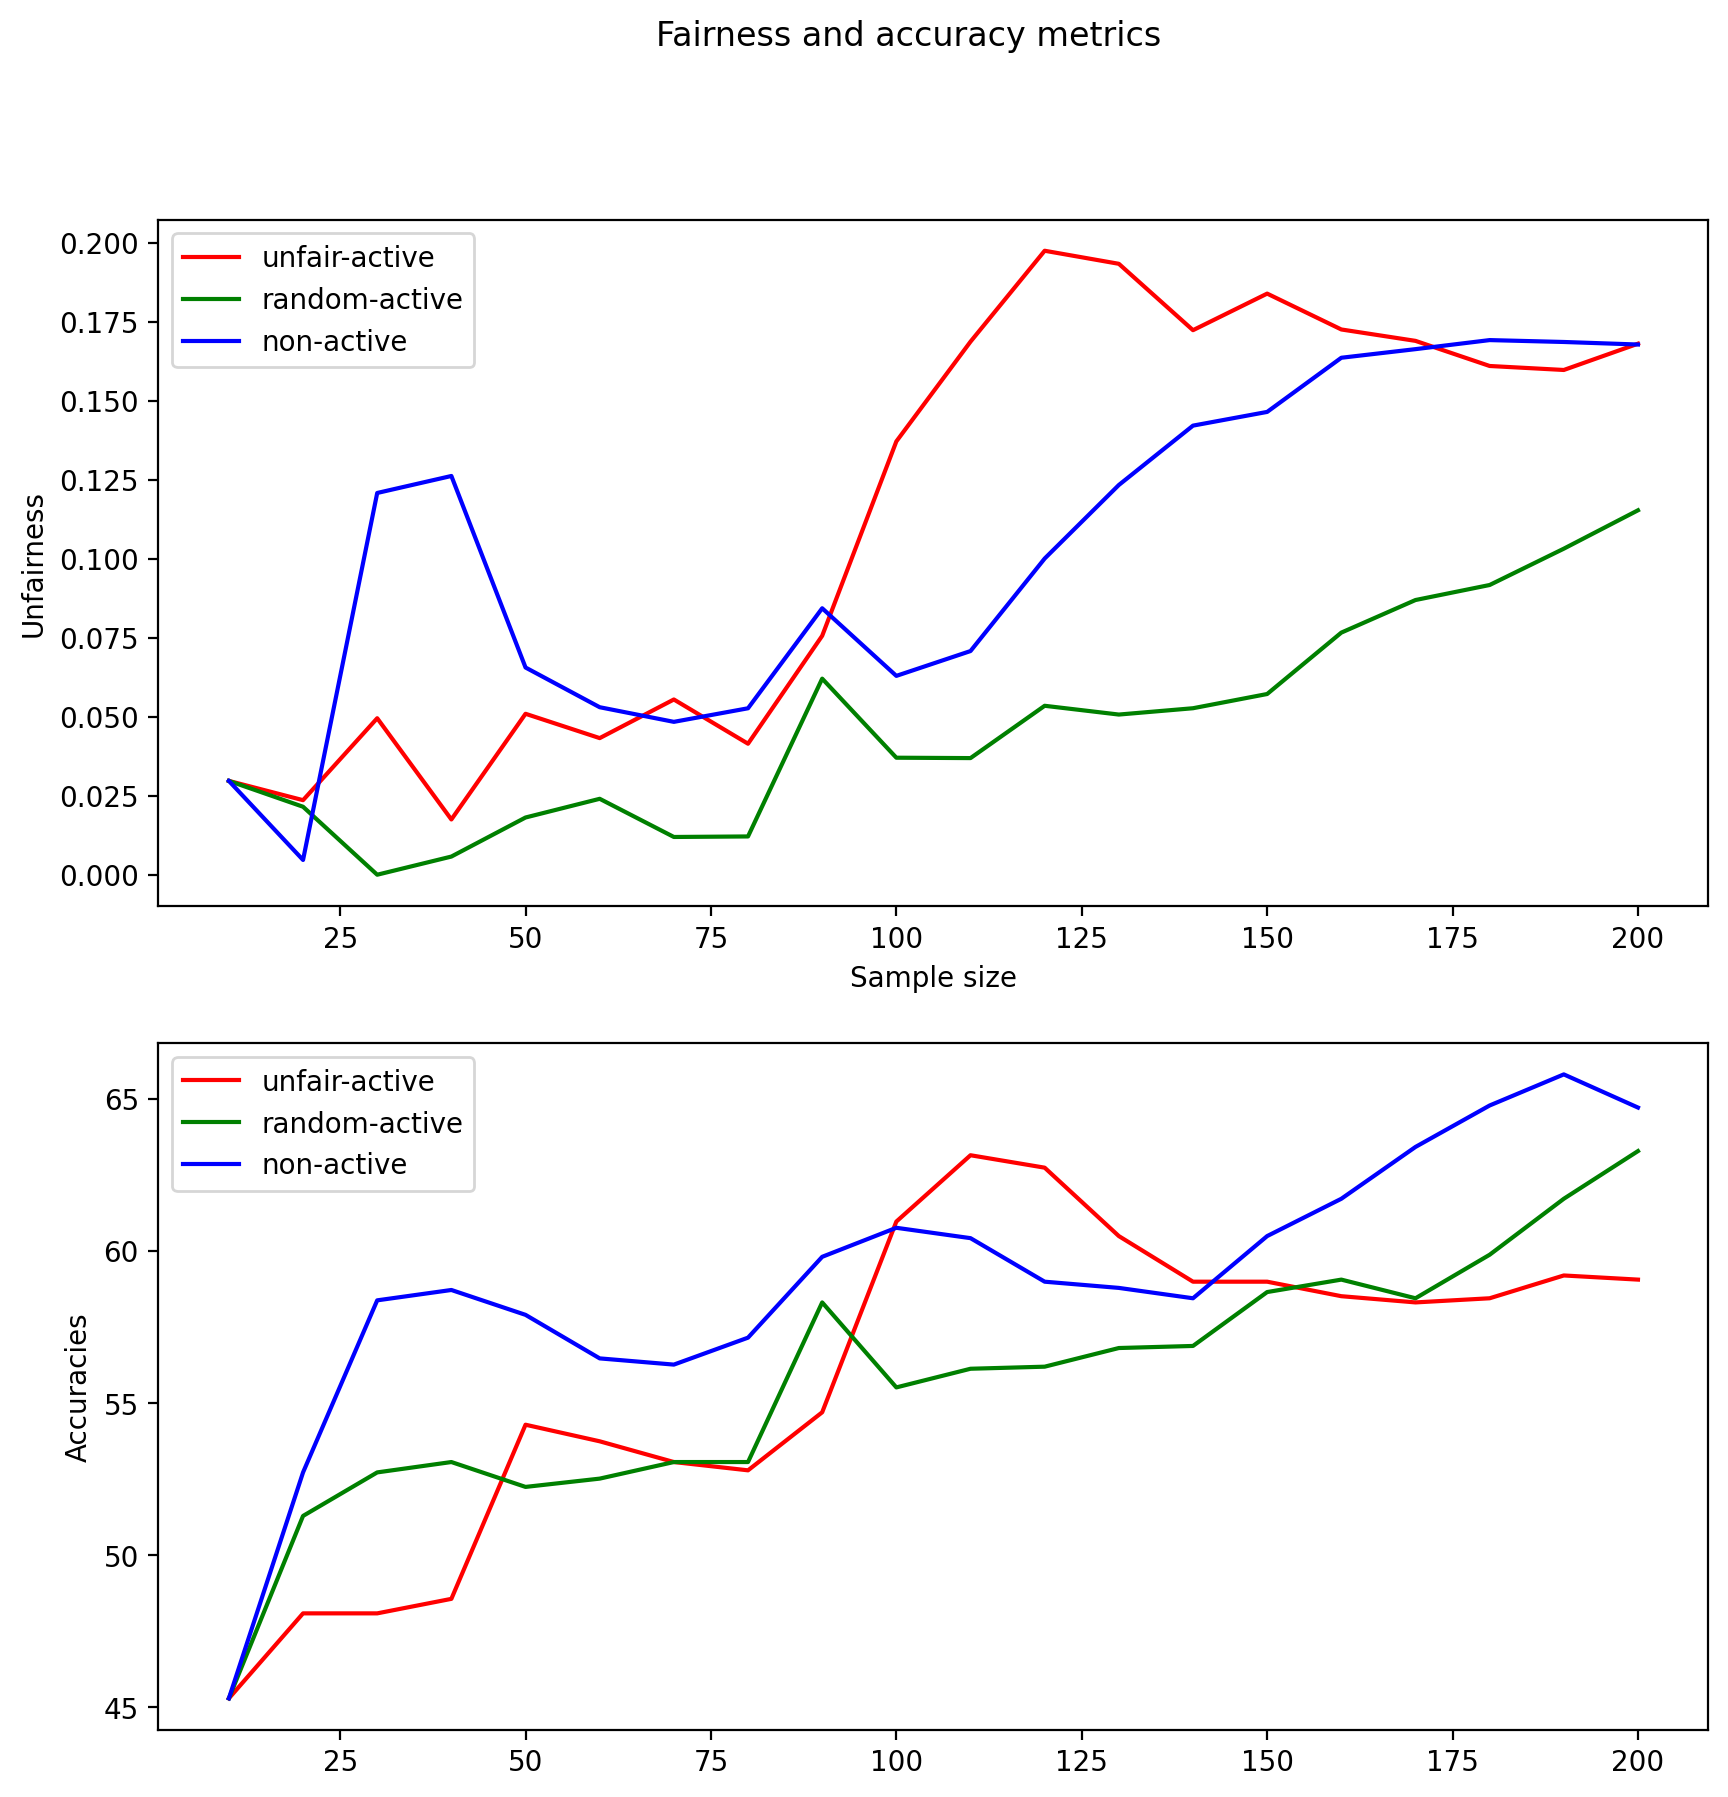 Fairness and accuracy metrics
unfair-active
random-active
non-active
0.200
0.175
0.150
0.125
0.100
0.075
0.050
0.025
0.000
Unfairness
25 50 75 100 125 150 175 200
Sample size
unfair-active
random-active
non-active
65
60
55
50
45
Accuracies
25 50 75 100 125 150 175 200